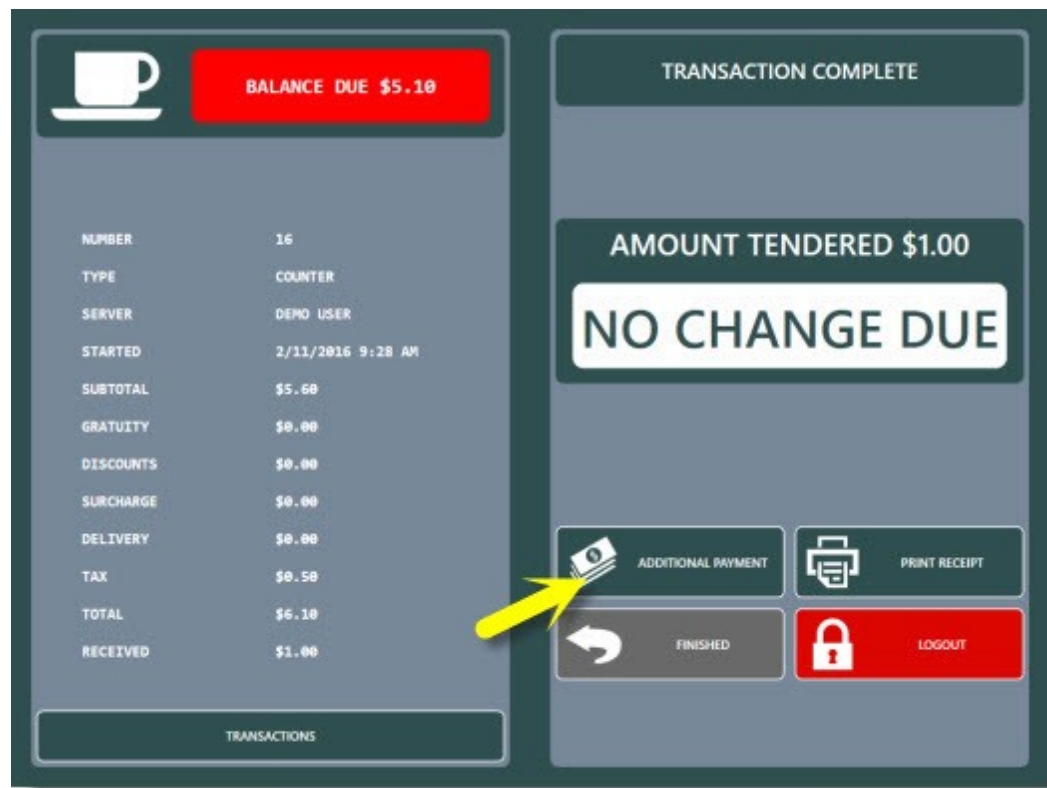 BALANCE DUE $5.10
NUMBER 16
TYPE COUNTER
SERVER DEMO USER
STARTED 2/11/2016 9:28 AM
SUBTOTAL $5.60
GRATUITY $0.00
DISCOUNTS $0.00
SURCHARGE $0.00
DELIVERY $0.00
TAX $0.50
TOTAL $6.10
RECEIVED $1.00
TRANSACTIONS
TRANSACTION COMPLETE
AMOUNT TENDERED $1.00
NO CHANGE DUE
ADDITIONAL PAYMENT
PRINT RECEIPT
FINISHED
LOGOUT